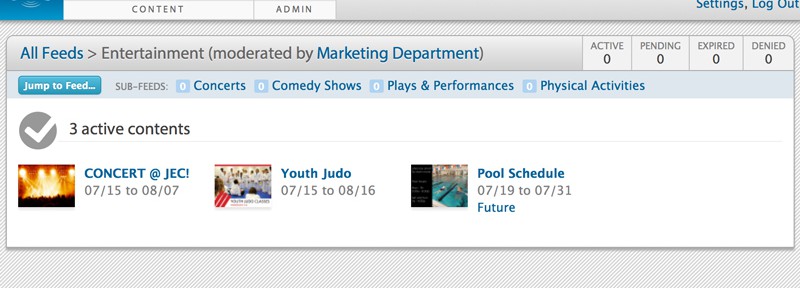 CONTENT ADMIN Settings, Log Out
All Feeds > Entertainment (moderated by Marketing Department)
ACTIVE PENDING EXPIRED DENIED
0 0 0 0
Jump to Feed... SUB-FEEDS: 0 Concerts 0 Comedy Shows 0 Plays & Performances 0 Physical Activities
3 active contents
CONCERT @ JEC!
07/15 to 08/07
Youth Judo
07/15 to 08/16
YOUTH JUDO CLASSES
Pool Schedule
07/19 to 07/31
Future